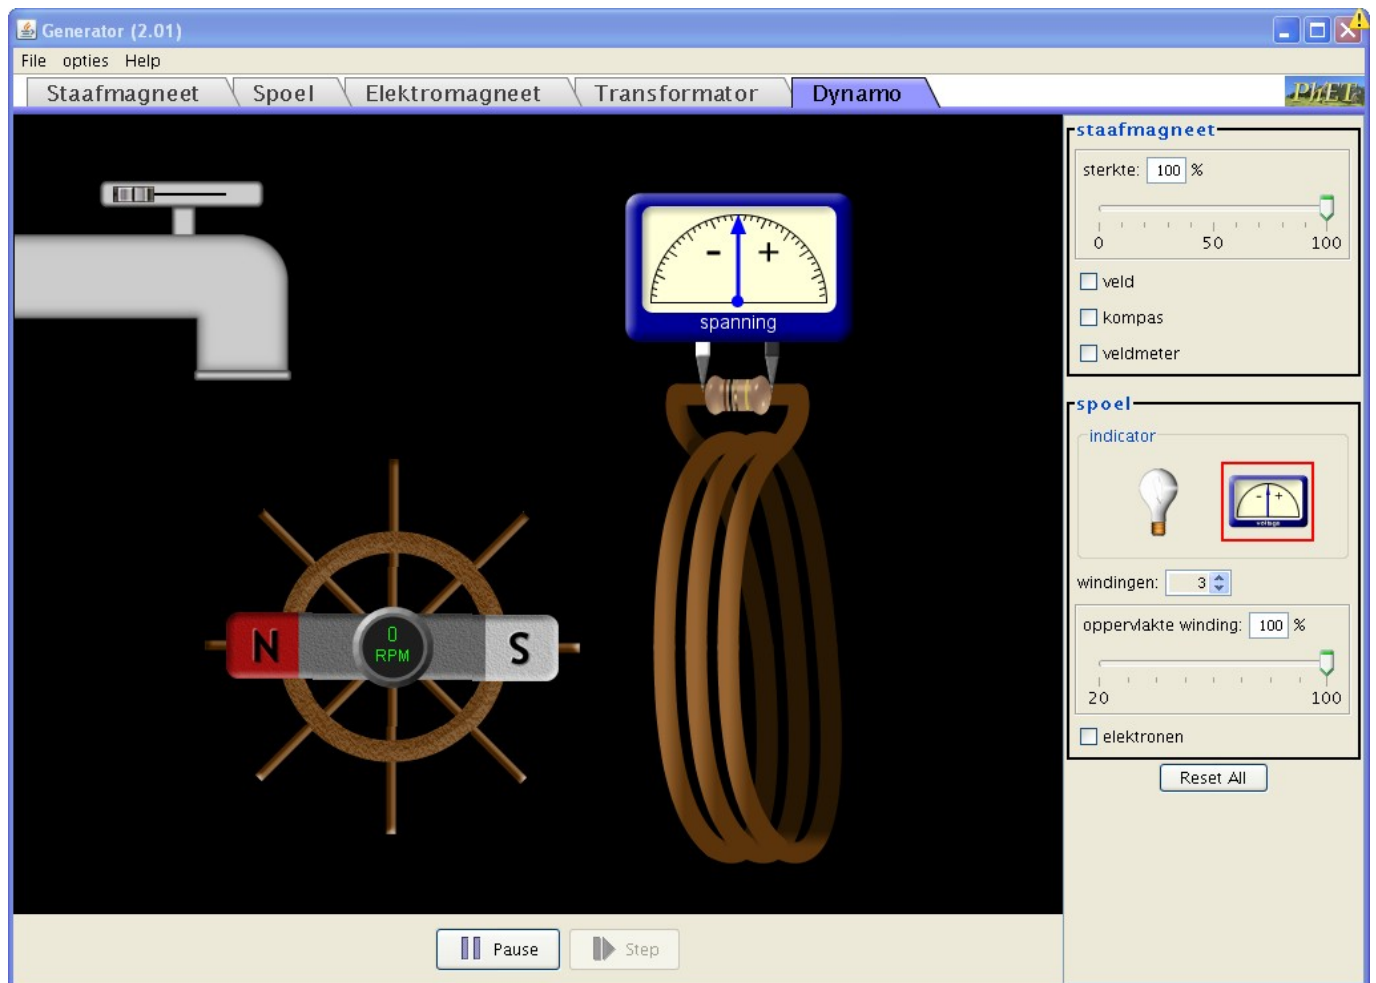 Generator (2.01)
File opties Help
Staafmagneet Spoel Elektromagneet Transformator Dynamo
PhET
staafmagneet
sterkte: 100 %
0 50 100
veld
kompas
veldmeter
- +
spanning
N 0 RPM S
spoel
indicator
- +
voltage
windingen: 3
oppervlakte winding: 100 %
20 100
elektronen
Reset All
Pause Step